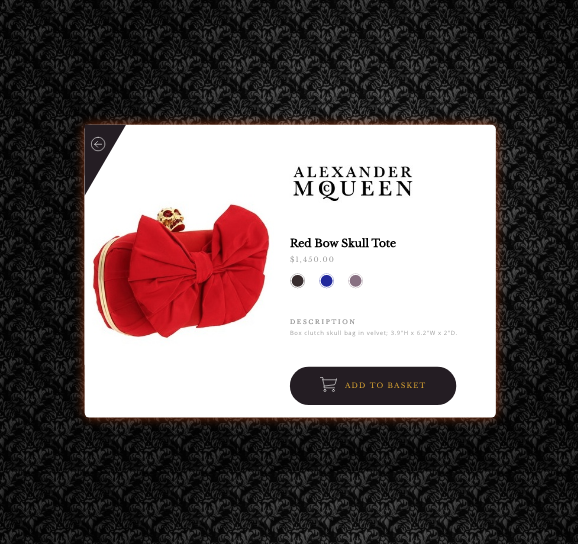 ALEXANDER
McQUEEN
Red Bow Skull Tote
$1,450.00
DESCRIPTION
Box clutch skull bag in velvet, 3.9"H x 6.2"W x 2"D.
ADD TO BASKET